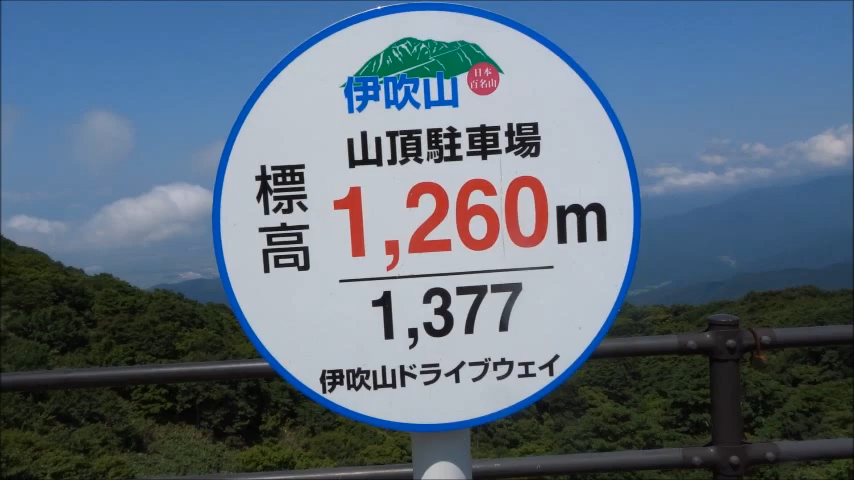 日本
百名山
伊吹山
山頂駐車場
標高
1,260m
1,377
伊吹山ドライブウェイ